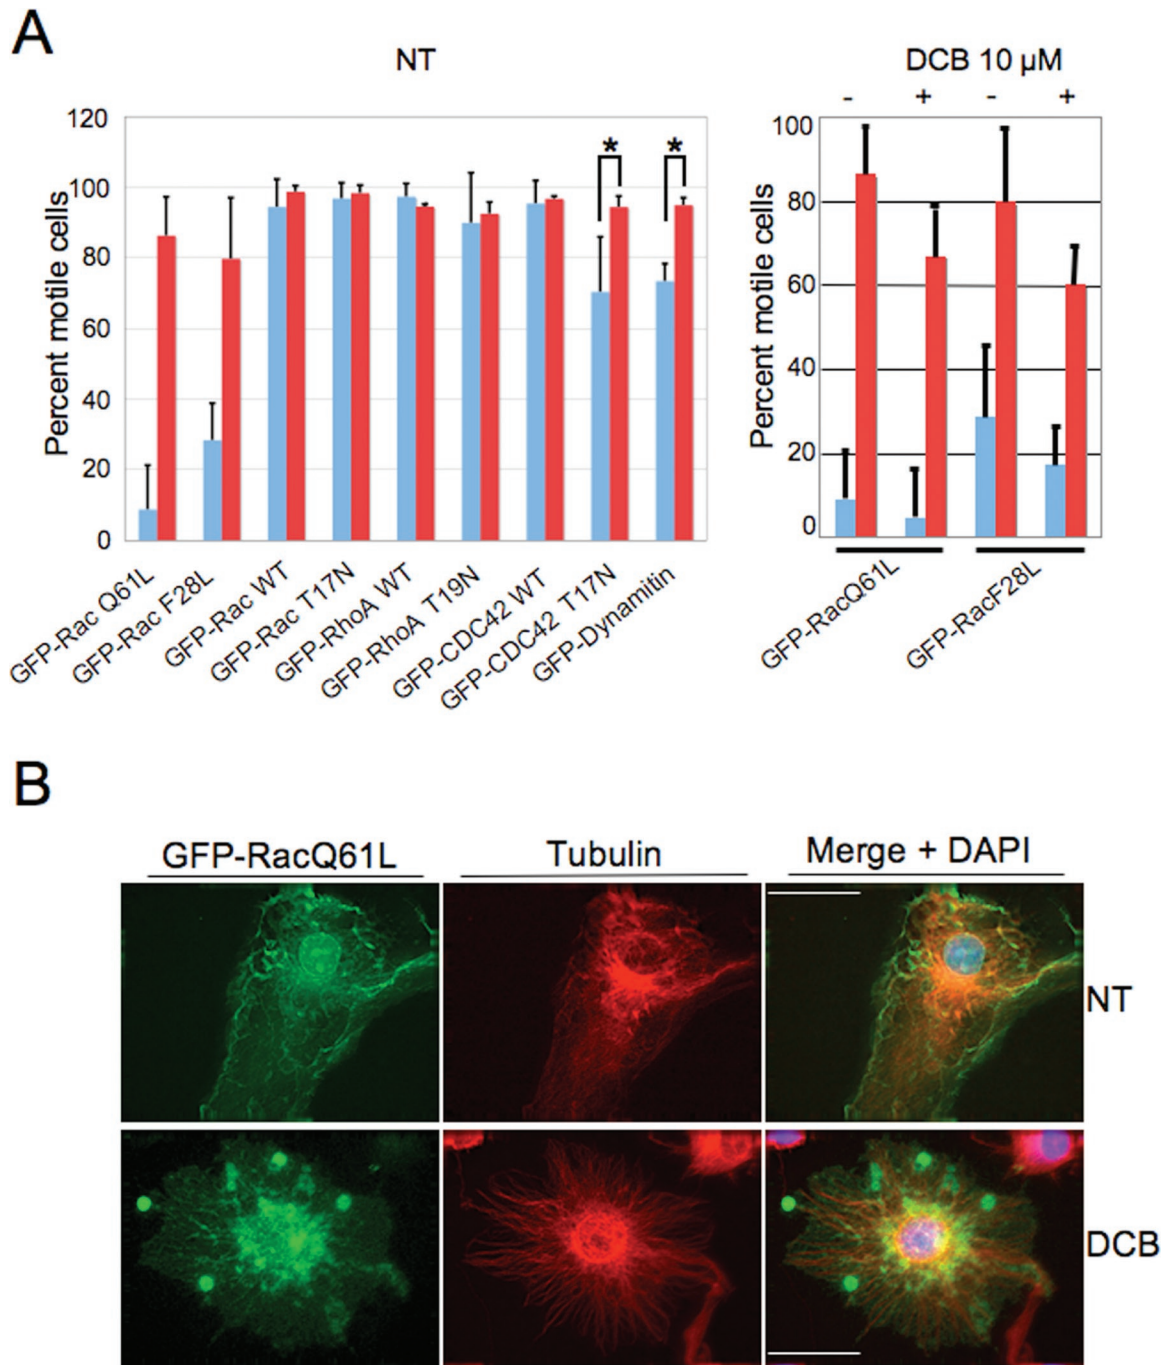 A
NT
DCB 10 µM
- + - +
Percent motile cells
120
100
80
60
40
20
0
* *
GFP-Rac Q61L
GFP-Rac F28L
GFP-Rac WT
GFP-Rac T17N
GFP-RhoA WT
GFP-RhoA T19N
GFP-CDC42 WT
GFP-CDC42 T17N
GFP-Dynamitin
Percent motile cells
100
80
60
40
20
0
GFP-RacQ61L
GFP-RacF28L
B
GFP-RacQ61L
Tubulin
Merge + DAPI
NT
DCB